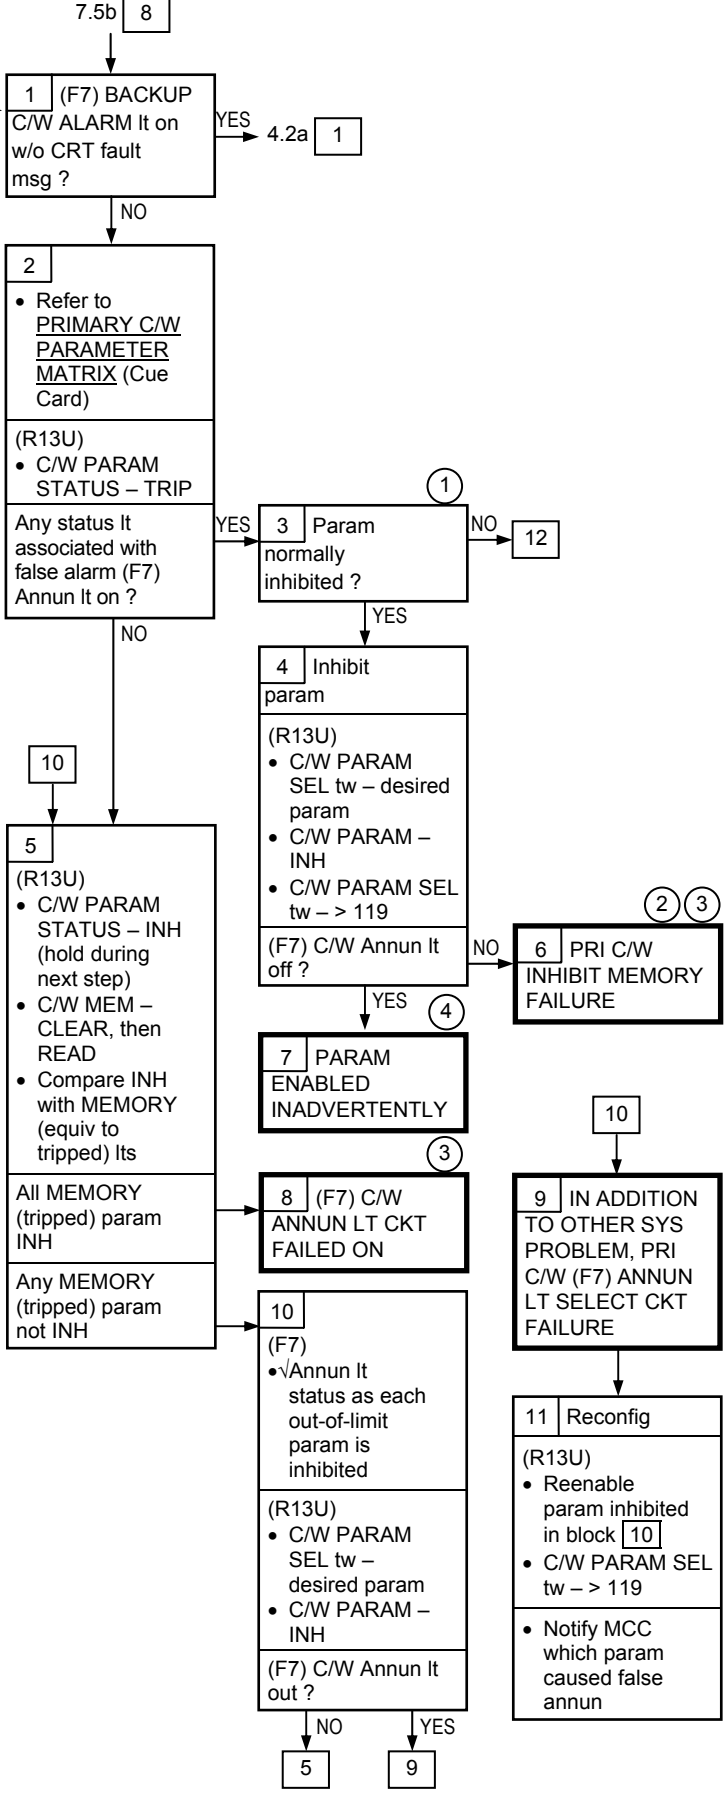 7.5b 8
1 (F7) BACKUP
C/W ALARM lt on
w/o CRT fault
msg ?
YES
4.2a 1
NO
2
• Refer to
PRIMARY C/W
PARAMETER
MATRIX (Cue
Card)
(R13U)
• C/W PARAM
STATUS – TRIP
Any status lt
associated with
false alarm (F7)
Annun lt on ?
YES
NO
1
3 Param
normally
inhibited ?
NO
12
YES
4 Inhibit
param
(R13U)
• C/W PARAM
SEL tw – desired
param
• C/W PARAM –
INH
• C/W PARAM SEL
tw – > 119
(F7) C/W Annun lt
off ?
NO
YES
2 3
6 PRI C/W
INHIBIT MEMORY
FAILURE
4
7 PARAM
ENABLED
INADVERTENTLY
10
5
(R13U)
• C/W PARAM
STATUS – INH
(hold during
next step)
• C/W MEM –
CLEAR, then
READ
• Compare INH
with MEMORY
(equiv to
tripped) lts
All MEMORY
(tripped) param
INH
Any MEMORY
(tripped) param
not INH
3
8 (F7) C/W
ANNUN LT CKT
FAILED ON
10
(F7)
•√Annun lt
status as each
out-of-limit
param is
inhibited
(R13U)
• C/W PARAM
SEL tw –
desired param
• C/W PARAM –
INH
(F7) C/W Annun lt
out ?
NO
YES
5
9
10
9 IN ADDITION
TO OTHER SYS
PROBLEM, PRI
C/W (F7) ANNUN
LT SELECT CKT
FAILURE
11 Reconfig
(R13U)
• Reenable
param inhibited
in block 10
• C/W PARAM SEL
tw – > 119
• Notify MCC
which param
caused false
annun